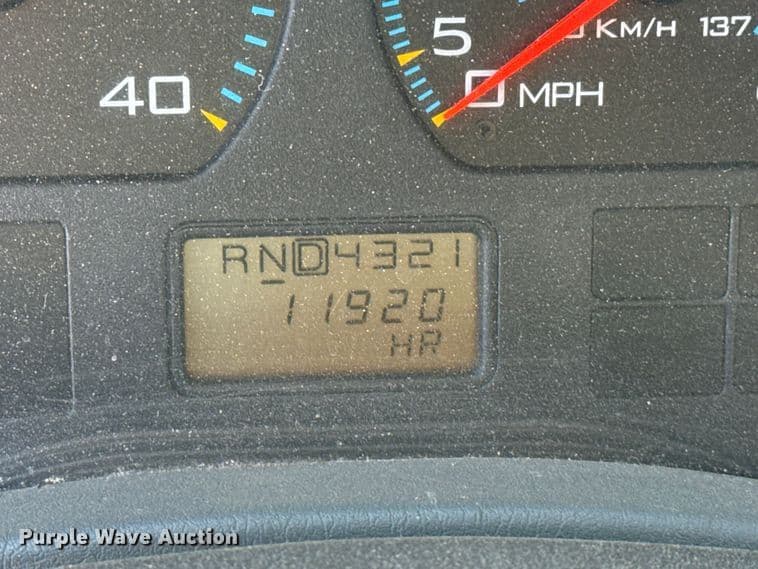 5
KM/H 137
40
0 MPH
RND4321
11920
HR
Purple Wave Auction